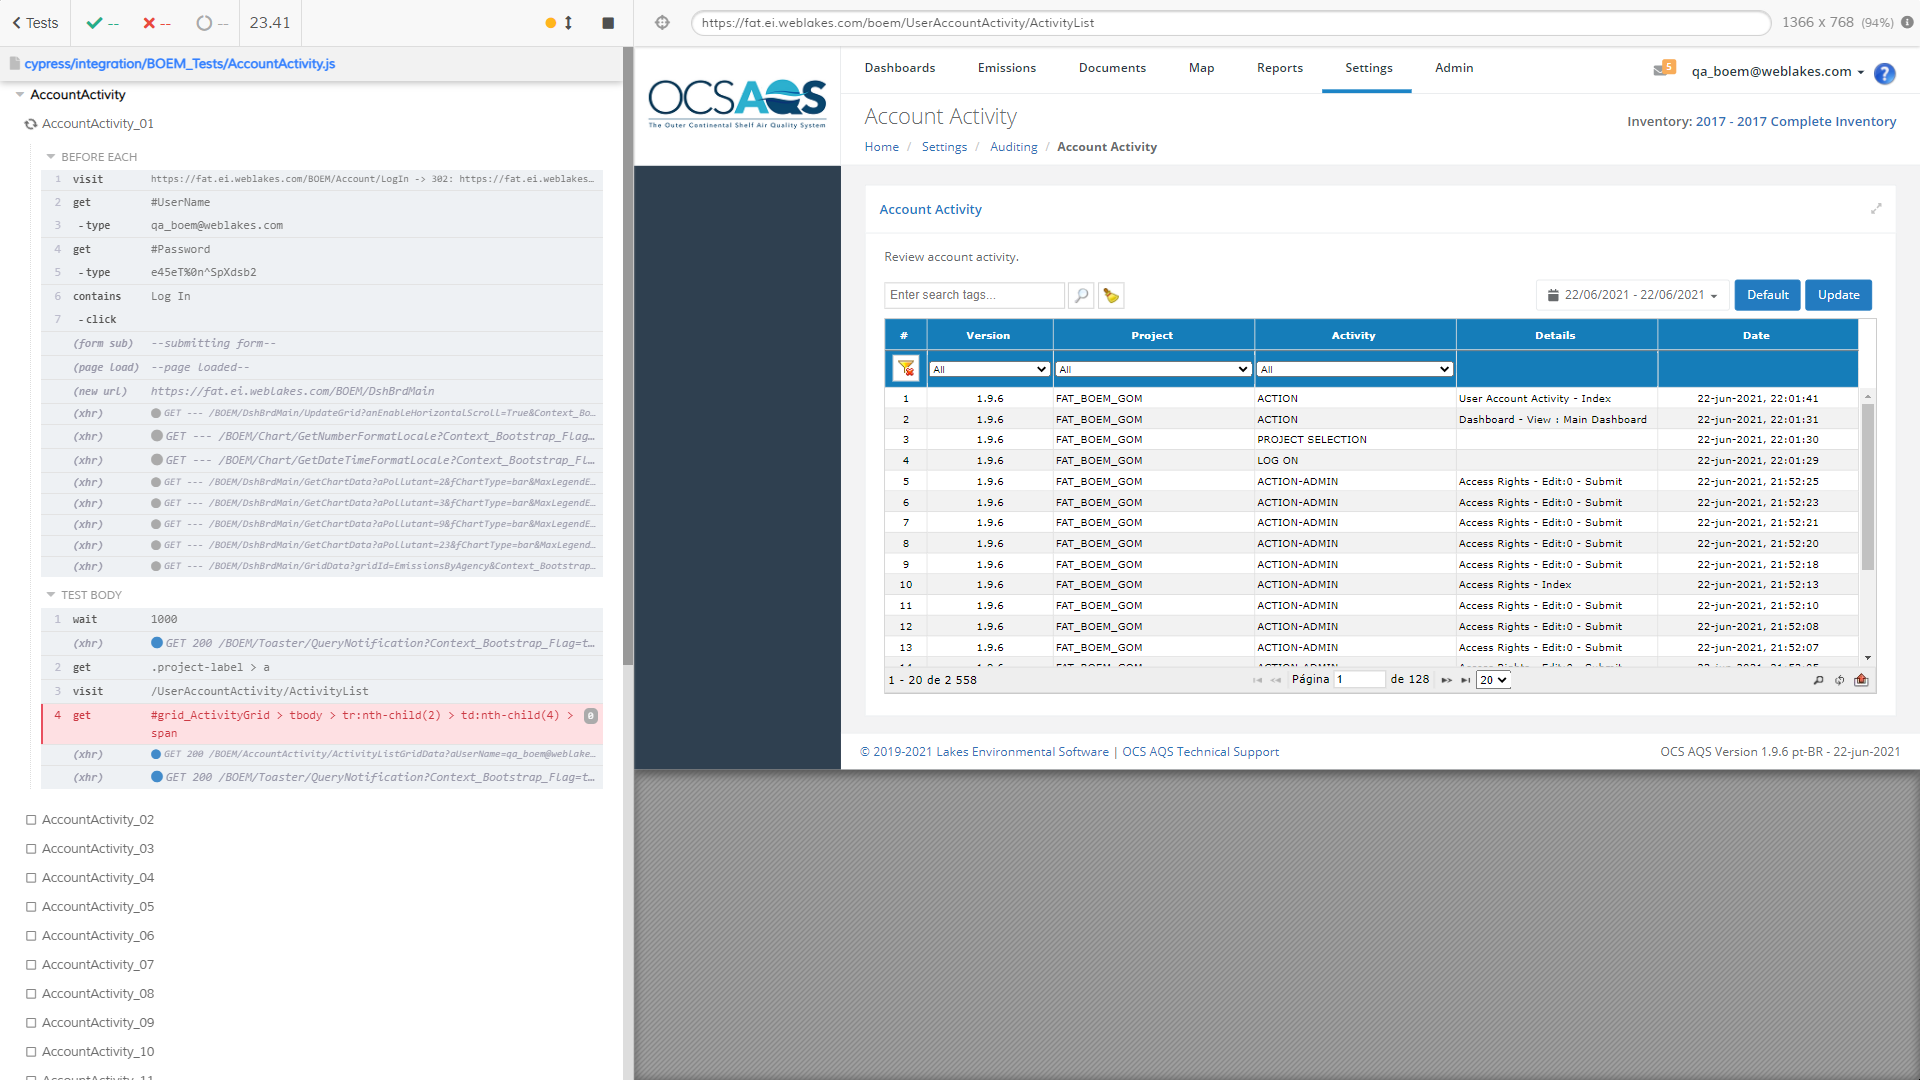 Tests
--
--
--
23.41
cypress/integration/BOEM_Tests/AccountActivity.js
AccountActivity
AccountActivity_01
BEFORE EACH
1 visit https://fat.ei.weblakes.com/BOEM/Account/LogIn -> 302: https://fat.ei.weblakes...
2 get #UserName
3 -type qa_boem@weblakes.com
4 get #Password
5 -type e45eT%0n^SpXdsb2
6 contains Log In
7 -click
(form sub) --submitting form--
(page load) --page loaded--
(new url) https://fat.ei.weblakes.com/BOEM/DshBrdMain
(xhr) GET --- /BOEM/DshBrdMain/UpdateGrid?anEnableHorizontalScroll=True&Context_Bo...
(xhr) GET --- /BOEM/Chart/GetNumberFormatLocale?Context_Bootstrap_Flag...
(xhr) GET --- /BOEM/Chart/GetDateTimeFormatLocale?Context_Bootstrap_Fl...
(xhr) GET --- /BOEM/DshBrdMain/GetChartData?aPollutant=2&fChartType=bar&MaxLegendE...
(xhr) GET --- /BOEM/DshBrdMain/GetChartData?aPollutant=3&fChartType=bar&MaxLegendE...
(xhr) GET --- /BOEM/DshBrdMain/GetChartData?aPollutant=9&fChartType=bar&MaxLegendE...
(xhr) GET --- /BOEM/DshBrdMain/GetChartData?aPollutant=23&fChartType=bar&MaxLegend...
(xhr) GET --- /BOEM/DshBrdMain/GridData?gridId=EmissionsByAgency&Context_Bootstrap...
TEST BODY
1 wait 1000
(xhr) GET 200 /BOEM/Toaster/QueryNotification?Context_Bootstrap_Flag=t...
2 get .project-label > a
3 visit /UserAccountActivity/ActivityList
4 get #grid_ActivityGrid > tbody > tr:nth-child(2) > td:nth-child(4) > 0
span
(xhr) GET 200 /BOEM/AccountActivity/ActivityListGridData?aUserName=qa_boem@weblake...
(xhr) GET 200 /BOEM/Toaster/QueryNotification?Context_Bootstrap_Flag=t...
AccountActivity_02
AccountActivity_03
AccountActivity_04
AccountActivity_05
AccountActivity_06
AccountActivity_07
AccountActivity_08
AccountActivity_09
AccountActivity_10
https://fat.ei.weblakes.com/boem/UserAccountActivity/ActivityList
1366 x 768 (94%)
OCSAQS
The Outer Continental Shelf Air Quality System
Dashboards Emissions Documents Map Reports Settings Admin
5 qa_boem@weblakes.com ?
Account Activity
Inventory: 2017 - 2017 Complete Inventory
Home / Settings / Auditing / Account Activity
Account Activity
Review account activity.
Enter search tags...
22/06/2021 - 22/06/2021 Default Update
# Version Project Activity Details Date
All All All
1 1.9.6 FAT_BOEM_GOM ACTION User Account Activity - Index 22-jun-2021, 22:01:41
2 1.9.6 FAT_BOEM_GOM ACTION Dashboard - View : Main Dashboard 22-jun-2021, 22:01:31
3 1.9.6 FAT_BOEM_GOM PROJECT SELECTION 22-jun-2021, 22:01:30
4 1.9.6 FAT_BOEM_GOM LOG ON 22-jun-2021, 22:01:29
5 1.9.6 FAT_BOEM_GOM ACTION-ADMIN Access Rights - Edit:0 - Submit 22-jun-2021, 21:52:25
6 1.9.6 FAT_BOEM_GOM ACTION-ADMIN Access Rights - Edit:0 - Submit 22-jun-2021, 21:52:23
7 1.9.6 FAT_BOEM_GOM ACTION-ADMIN Access Rights - Edit:0 - Submit 22-jun-2021, 21:52:21
8 1.9.6 FAT_BOEM_GOM ACTION-ADMIN Access Rights - Edit:0 - Submit 22-jun-2021, 21:52:20
9 1.9.6 FAT_BOEM_GOM ACTION-ADMIN Access Rights - Edit:0 - Submit 22-jun-2021, 21:52:18
10 1.9.6 FAT_BOEM_GOM ACTION-ADMIN Access Rights - Index 22-jun-2021, 21:52:13
11 1.9.6 FAT_BOEM_GOM ACTION-ADMIN Access Rights - Edit:0 - Submit 22-jun-2021, 21:52:10
12 1.9.6 FAT_BOEM_GOM ACTION-ADMIN Access Rights - Edit:0 - Submit 22-jun-2021, 21:52:08
13 1.9.6 FAT_BOEM_GOM ACTION-ADMIN Access Rights - Edit:0 - Submit 22-jun-2021, 21:52:07
1 - 20 de 2 558 Página 1 de 128 20
© 2019-2021 Lakes Environmental Software | OCS AQS Technical Support
OCS AQS Version 1.9.6 pt-BR - 22-jun-2021